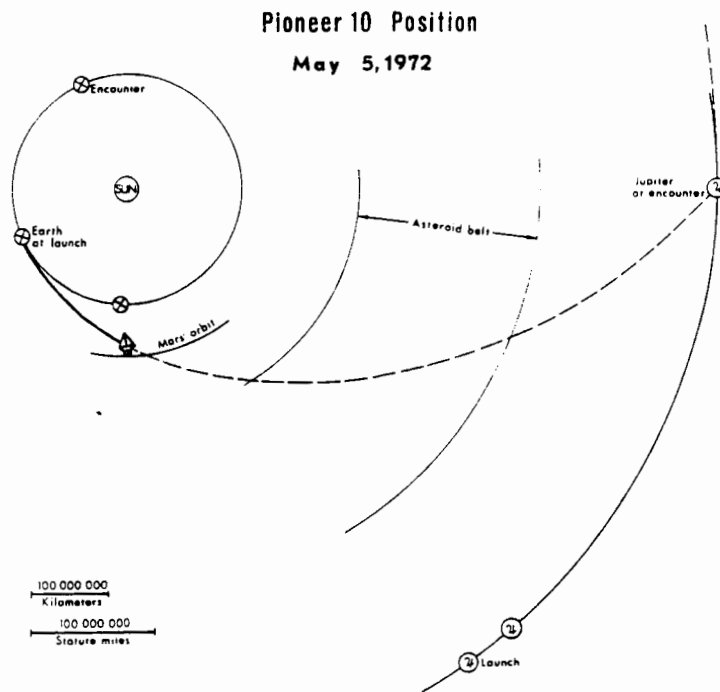 Pioneer 10 Position
May 5, 1972
Encounter
SUN
Jupiter
at encounter
Earth
at launch
Asteroid belt
Mars' orbit
100 000 000
Kilometers
100 000 000
Stature miles
Launch